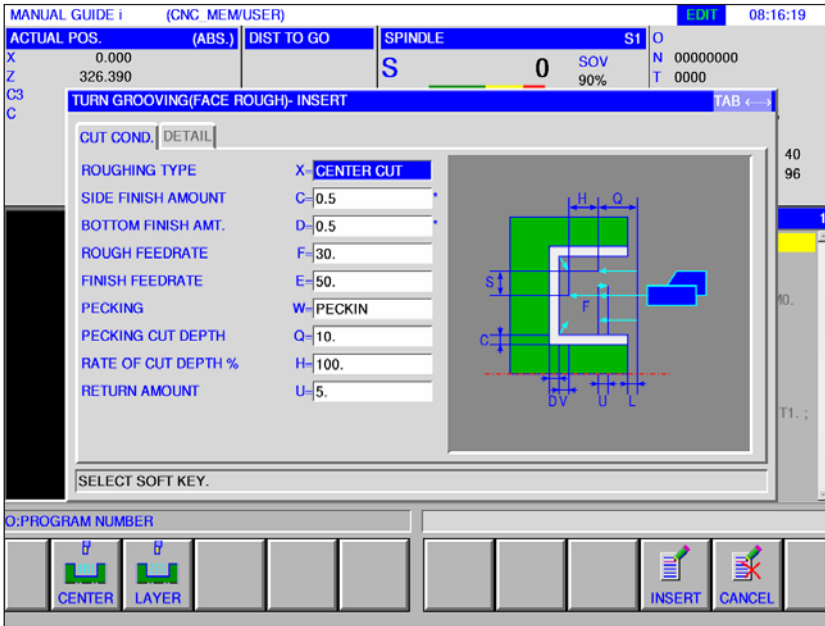 MANUAL GUIDE i (CNC_MEM/USER) EDIT 08:16:19
ACTUAL POS. (ABS.) DIST TO GO SPINDLE S1 O
X 0.000 S 0 SOV N 00000000
Z 326.390 90% T 0000
C3
C
TURN GROOVING(FACE ROUGH)- INSERT TAB
CUT COND. DETAIL
ROUGHING TYPE X= CENTER CUT
SIDE FINISH AMOUNT C= 0.5 *
BOTTOM FINISH AMT. D= 0.5 *
ROUGH FEEDRATE F= 30.
FINISH FEEDRATE E= 50.
PECKING W= PECKIN
PECKING CUT DEPTH Q= 10.
RATE OF CUT DEPTH % H= 100.
RETURN AMOUNT U= 5.
H Q
S
F
C
D V U L
40
96
1
M0.
T1. ;
SELECT SOFT KEY.
O:PROGRAM NUMBER
CENTER LAYER INSERT CANCEL